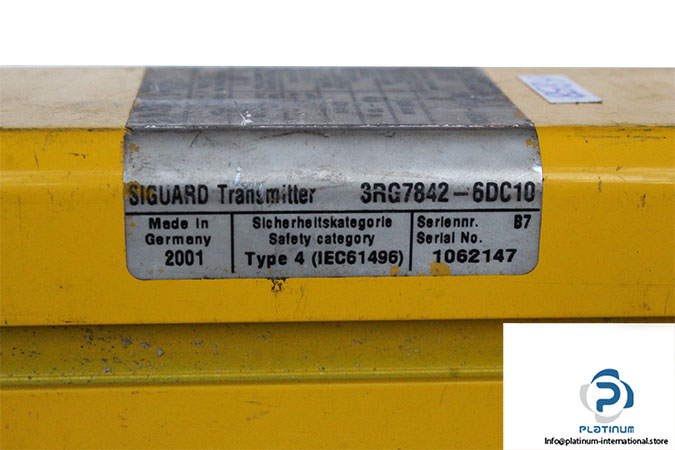 SIGUARD Transmitter 3RG7842-6DC10
Made in
Germany
2001
Sicherheitskategorie
Safety category
Type 4 (IEC61496)
Seriennr. B7
Serial No.
1062147
PLATINUM
Info@platinum-international.store